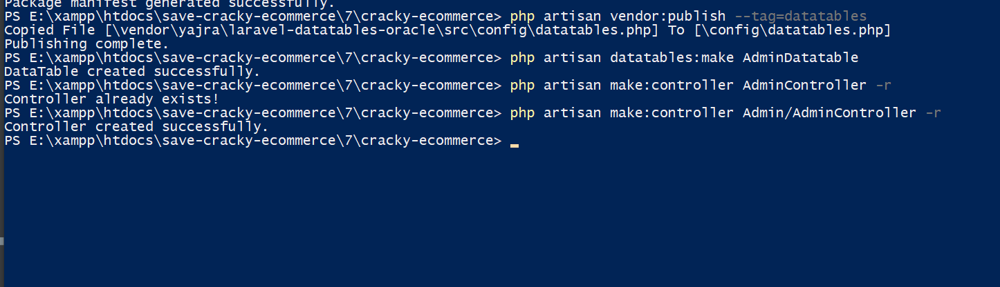 Package manifest generated successfully.
PS E:\xampp\htdocs\save-cracky-ecommerce\7\cracky-ecommerce> php artisan vendor:publish --tag=datatables
Copied File [\vendor\yajra\laravel-datatables-oracle\src\config\datatables.php] To [\config\datatables.php]
Publishing complete.
PS E:\xampp\htdocs\save-cracky-ecommerce\7\cracky-ecommerce> php artisan datatables:make AdminDatatable
DataTable created successfully.
PS E:\xampp\htdocs\save-cracky-ecommerce\7\cracky-ecommerce> php artisan make:controller AdminController -r
Controller already exists!
PS E:\xampp\htdocs\save-cracky-ecommerce\7\cracky-ecommerce> php artisan make:controller Admin/AdminController -r
Controller created successfully.
PS E:\xampp\htdocs\save-cracky-ecommerce\7\cracky-ecommerce>